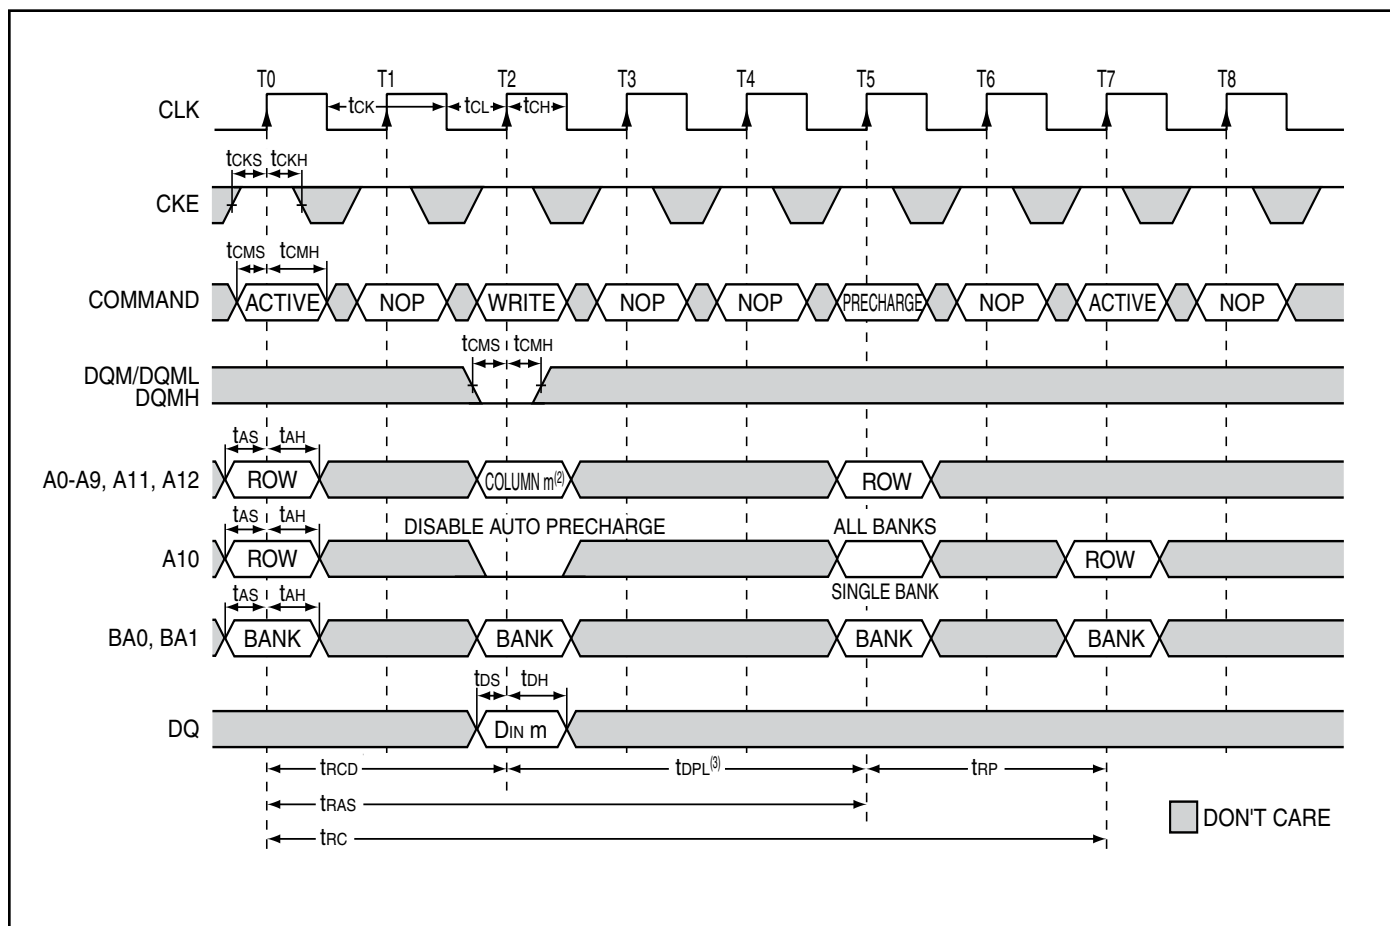 T0 T1 T2 T3 T4 T5 T6 T7 T8
CLK tCK tCL tCH
tCKS tCKH
CKE
tCMS tCMH
COMMAND ACTIVE NOP WRITE NOP NOP PRECHARGE NOP ACTIVE NOP
tCMS tCMH
DQM/DQML
DQMH
tAS tAH
A0-A9, A11, A12 ROW COLUMN m(2) ROW
tAS tAH DISABLE AUTO PRECHARGE ALL BANKS
A10 ROW ROW
tAS tAH SINGLE BANK
BA0, BA1 BANK BANK BANK BANK
tDS tDH
DQ DIN m
tRCD tDPL(3) tRP
tRAS
DON'T CARE
tRC